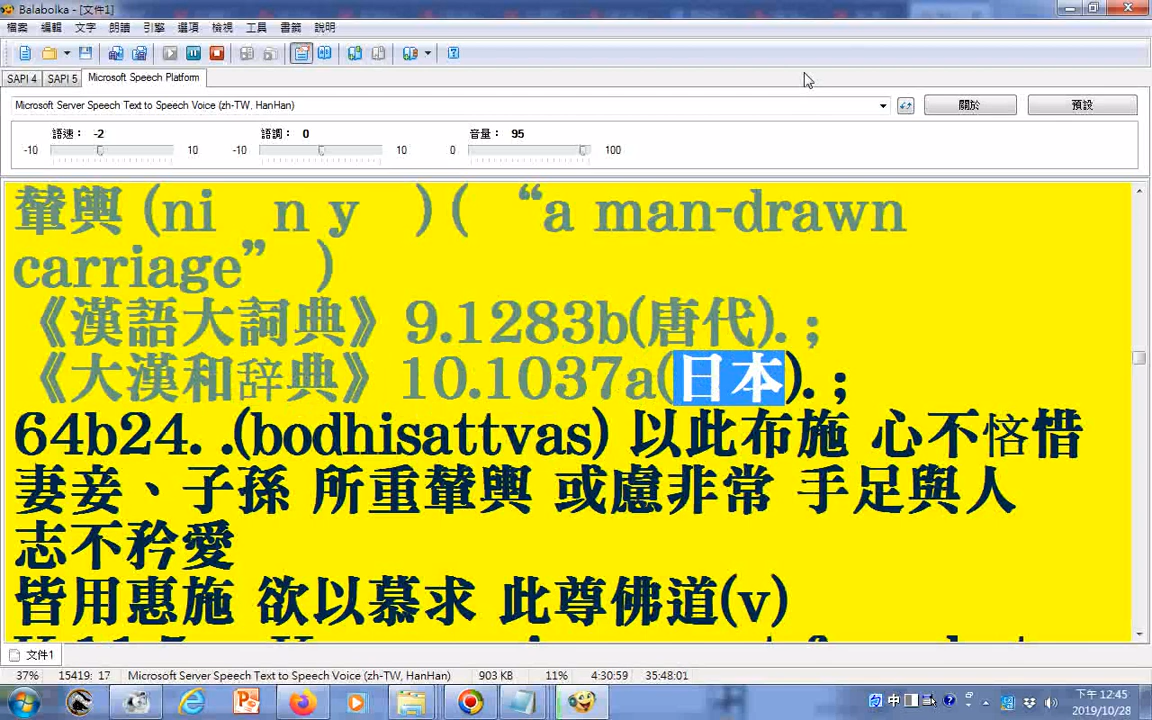 Balabolka - [文件1]
檔案 編輯 文字 朗讀 引擎 選項 檢視 工具 書籤 說明
SAPI 4 SAPI 5 Microsoft Speech Platform
Microsoft Server Speech Text to Speech Voice (zh-TW, HanHan) 關於 預設
語速： -2 語調： 0 音量： 95
-10 10 -10 10 0 100
輦輿 (ni n y ) ( “a man-drawn
carriage” )
《漢語大詞典》 9.1283b(唐代). ;
《大漢和辞典》 10.1037a(日本). ;
64b24. .(bodhisattvas) 以此布施 心不悋惜
妻妾、子孫 所重輦輿 或慮非常 手足與人
志不矜愛
皆用惠施 欲以慕求 此尊佛道(v)
文件1
37% 15419: 17 Microsoft Server Speech Text to Speech Voice (zh-TW, HanHan) 903 KB 11% 4:30:59 35:48:01
中 下午 12:45
2019/10/28